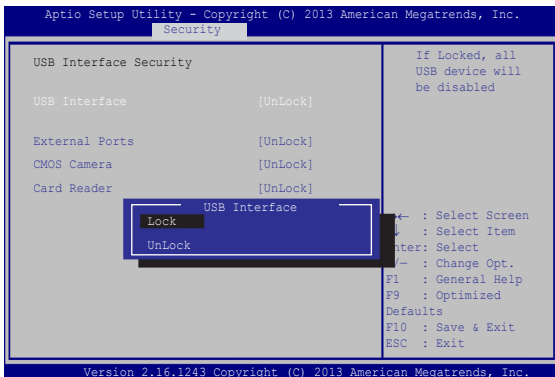 Aptio Setup Utility - Copyright (C) 2013 American Megatrends, Inc.
Security
USB Interface Security
USB Interface [UnLock]
External Ports [UnLock]
CMOS Camera [UnLock]
Card Reader [UnLock]
USB Interface
Lock
UnLock
If Locked, all
USB device will
be disabled
← : Select Screen
: Select Item
nter: Select
/— : Change Opt.
F1 : General Help
F9 : Optimized
Defaults
F10 : Save & Exit
ESC : Exit
Version 2.16.1243 Copyright (C) 2013 American Megatrends, Inc.